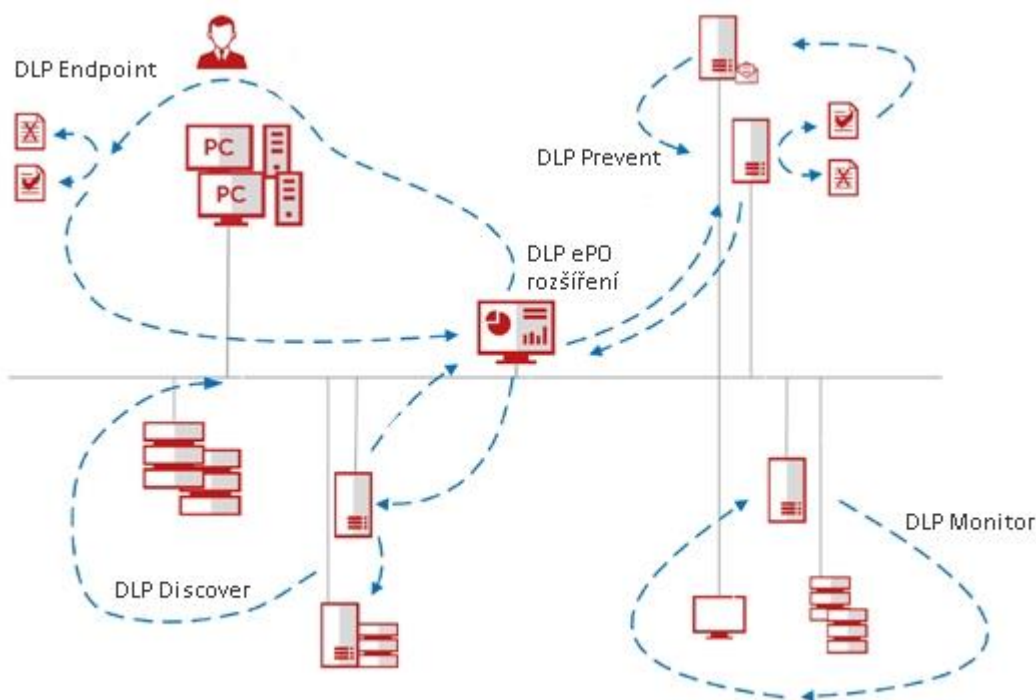 DLP Endpoint
PC
PC
DLP Prevent
DLP ePO
rozšíření
DLP Discover
DLP Monitor